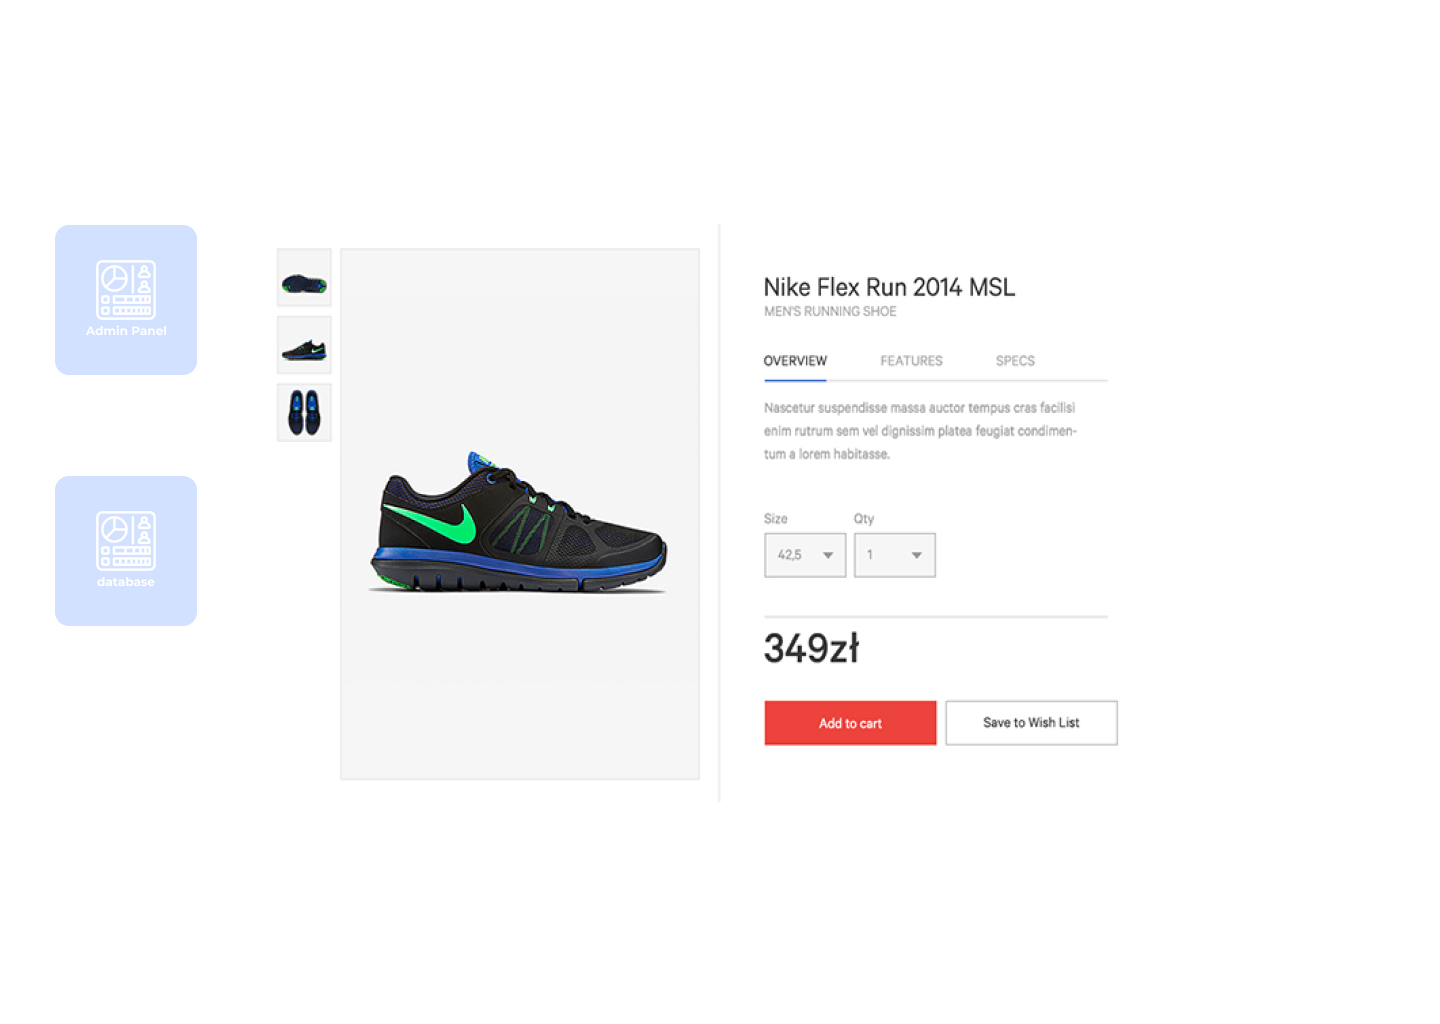 Admin Panel
database
Nike Flex Run 2014 MSL
MEN'S RUNNING SHOE
OVERVIEW FEATURES SPECS
Nascetur suspendisse massa auctor tempus cras facilisi
enim rutrum sem vel dignissim platea feugiat condimen-
tum a lorem habitasse.
Size Qty
42,5 1
349zł
Add to cart Save to Wish List